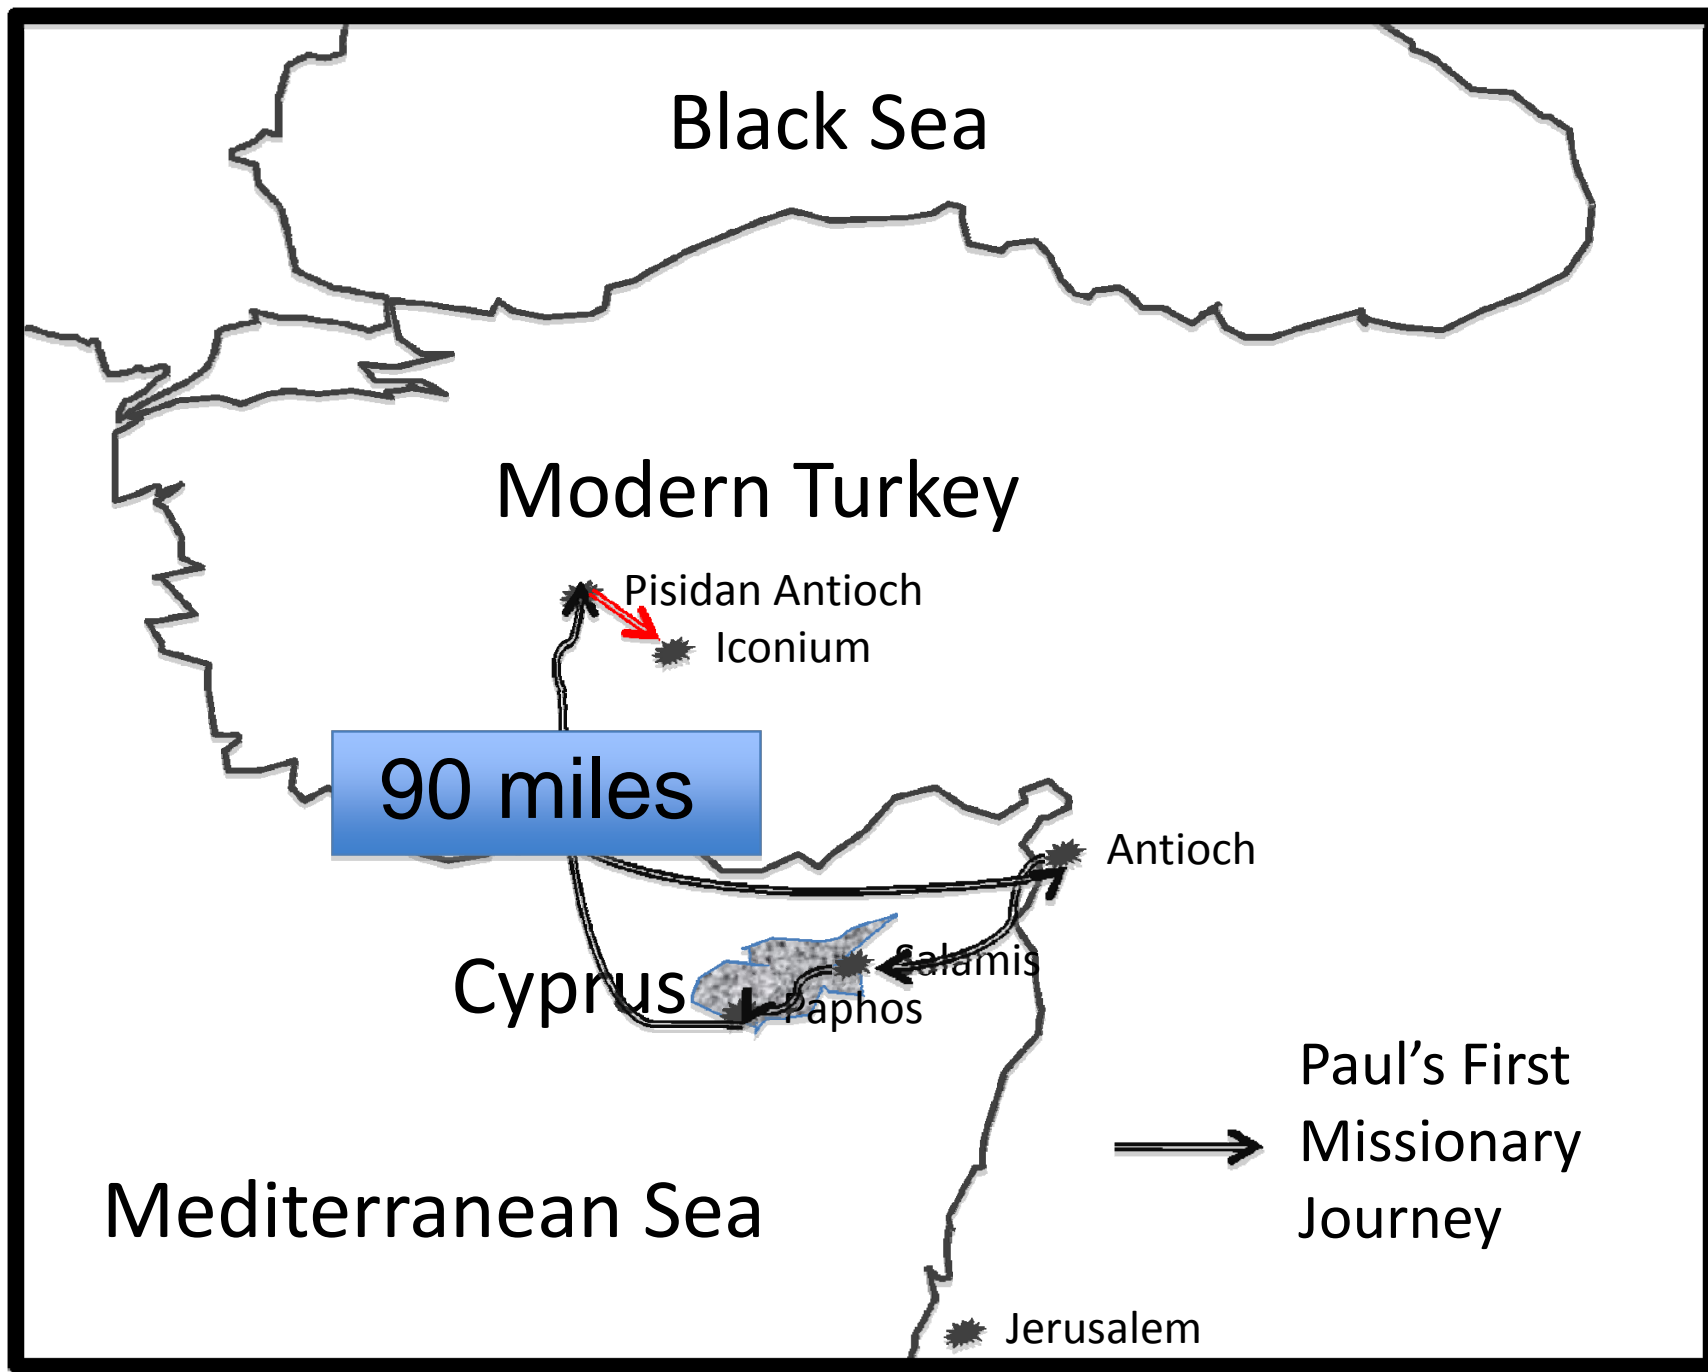 Black Sea
Modern Turkey
Pisidan Antioch
Iconium
90 miles
Antioch
Cyprus
Salamis
Paphos
Paul's First
Missionary
Journey
Mediterranean Sea
Jerusalem